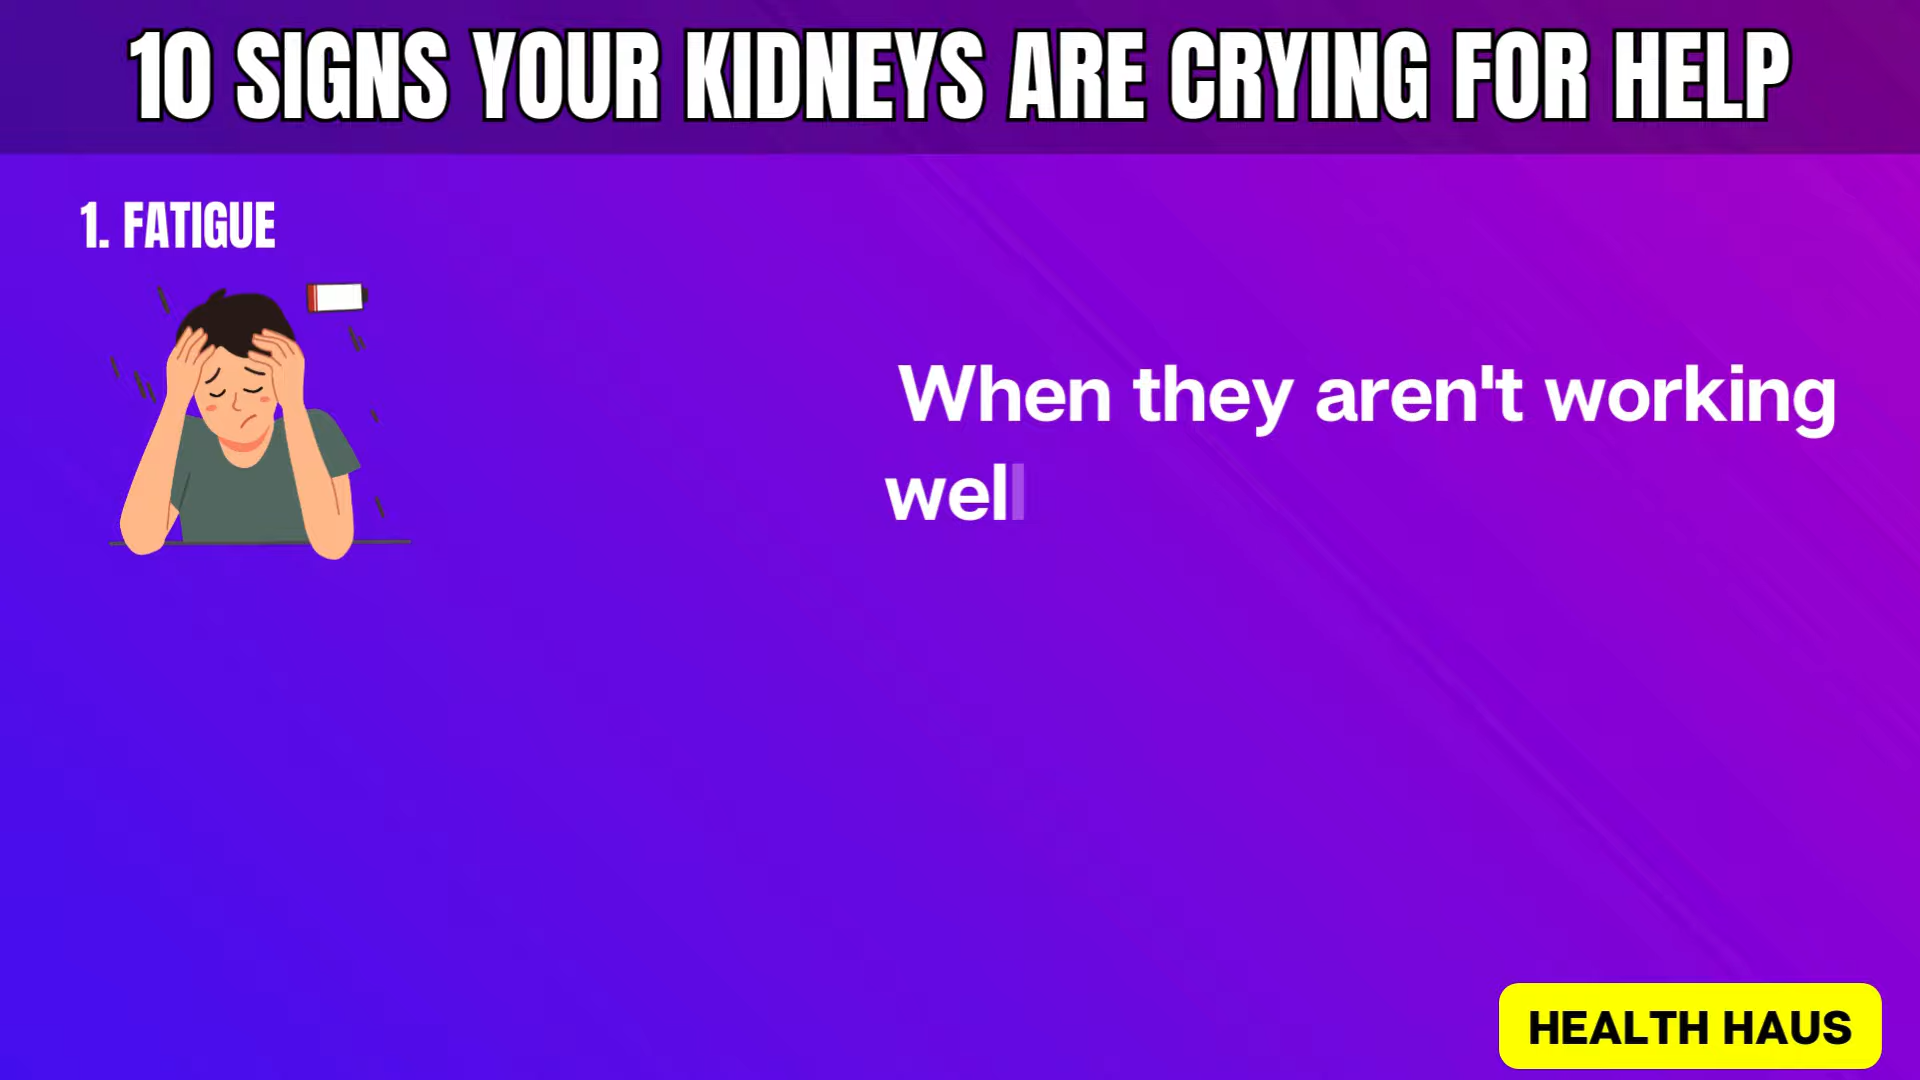 10 SIGNS YOUR KIDNEYS ARE CRYING FOR HELP
1. FATIGUE
When they aren't working
well
HEALTH HAUS